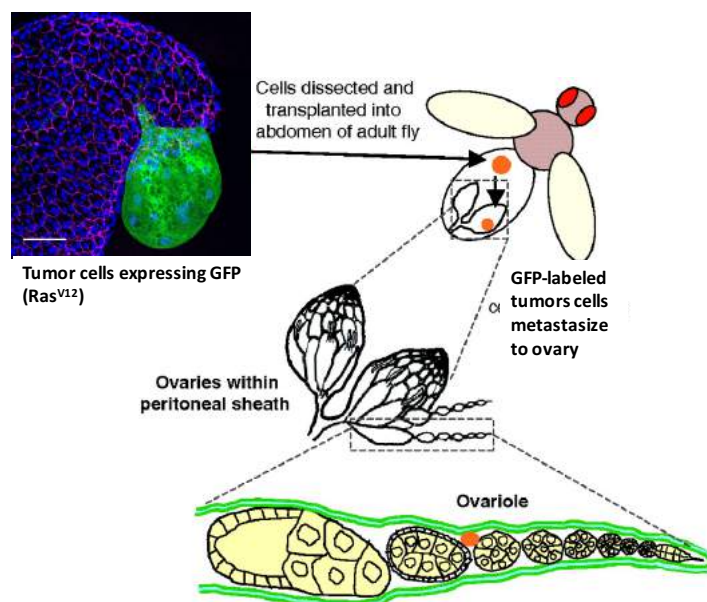 Cells dissected and
transplanted into
abdomen of adult fly
Tumor cells expressing GFP
(Rasⱽ¹²)
GFP-labeled
tumors cells
metastasize
to ovary
Ovaries within
peritoneal sheath
Ovariole